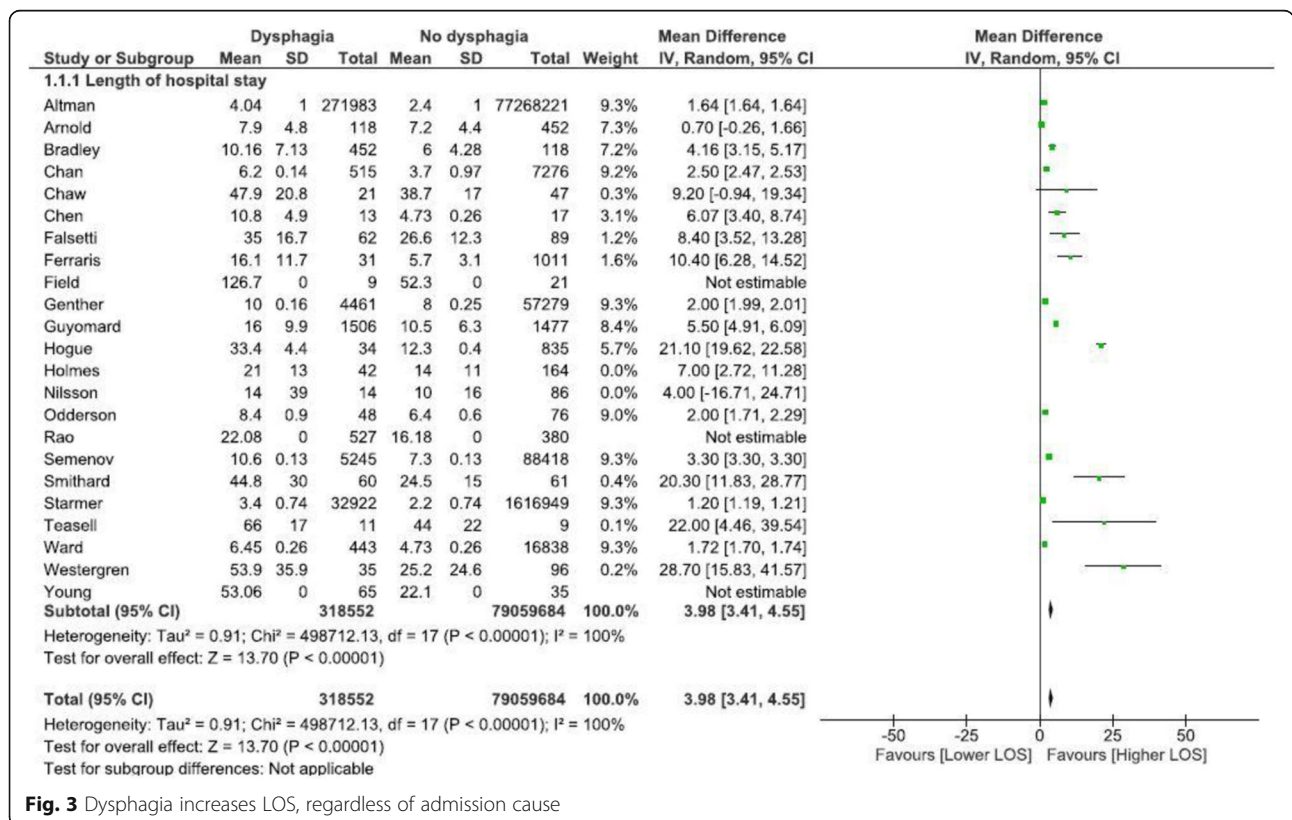 Dysphagia No dysphagia Mean Difference Mean Difference
Study or Subgroup Mean SD Total Mean SD Total Weight IV, Random, 95% CI IV, Random, 95% CI
1.1.1 Length of hospital stay
Altman 4.04 1 271983 2.4 1 77268221 9.3% 1.64 [1.64, 1.64]
Arnold 7.9 4.8 118 7.2 4.4 452 7.3% 0.70 [-0.26, 1.66]
Bradley 10.16 7.13 452 6 4.28 118 7.2% 4.16 [3.15, 5.17]
Chan 6.2 0.14 515 3.7 0.97 7276 9.2% 2.50 [2.47, 2.53]
Chaw 47.9 20.8 21 38.7 17 47 0.3% 9.20 [-0.94, 19.34]
Chen 10.8 4.9 13 4.73 0.26 17 3.1% 6.07 [3.40, 8.74]
Falsetti 35 16.7 62 26.6 12.3 89 1.2% 8.40 [3.52, 13.28]
Ferraris 16.1 11.7 31 5.7 3.1 1011 1.6% 10.40 [6.28, 14.52]
Field 126.7 0 9 52.3 0 21 Not estimable
Genther 10 0.16 4461 8 0.25 57279 9.3% 2.00 [1.99, 2.01]
Guyomard 16 9.9 1506 10.5 6.3 1477 8.4% 5.50 [4.91, 6.09]
Hogue 33.4 4.4 34 12.3 0.4 835 5.7% 21.10 [19.62, 22.58]
Holmes 21 13 42 14 11 164 0.0% 7.00 [2.72, 11.28]
Nilsson 14 39 14 10 16 86 0.0% 4.00 [-16.71, 24.71]
Odderson 8.4 0.9 48 6.4 0.6 76 9.0% 2.00 [1.71, 2.29]
Rao 22.08 0 527 16.18 0 380 Not estimable
Semenov 10.6 0.13 5245 7.3 0.13 88418 9.3% 3.30 [3.30, 3.30]
Smithard 44.8 30 60 24.5 15 61 0.4% 20.30 [11.83, 28.77]
Starmer 3.4 0.74 32922 2.2 0.74 1616949 9.3% 1.20 [1.19, 1.21]
Teasell 66 17 11 44 22 9 0.1% 22.00 [4.46, 39.54]
Ward 6.45 0.26 443 4.73 0.26 16838 9.3% 1.72 [1.70, 1.74]
Westergren 53.9 35.9 35 25.2 24.6 96 0.2% 28.70 [15.83, 41.57]
Young 53.06 0 65 22.1 0 35 Not estimable
Subtotal (95% CI) 318552 79059684 100.0% 3.98 [3.41, 4.55]
Heterogeneity: Tau² = 0.91; Chi² = 498712.13, df = 17 (P < 0.00001); I² = 100%
Test for overall effect: Z = 13.70 (P < 0.00001)
Total (95% CI) 318552 79059684 100.0% 3.98 [3.41, 4.55]
Heterogeneity: Tau² = 0.91; Chi² = 498712.13, df = 17 (P < 0.00001); I² = 100%
Test for overall effect: Z = 13.70 (P < 0.00001)
Test for subgroup differences: Not applicable
-50 -25 0 25 50
Favours [Lower LOS] Favours [Higher LOS]
Fig. 3 Dysphagia increases LOS, regardless of admission cause